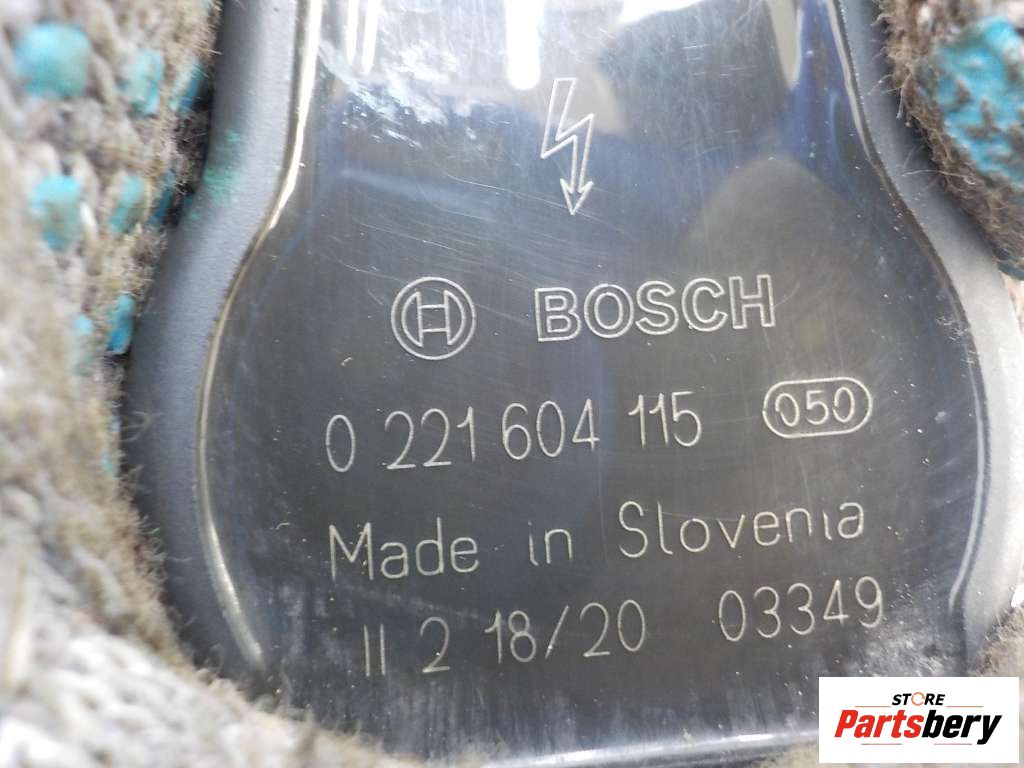 BOSCH
0 221 604 115 050
Made in Slovenia
II 2 18/20 03349
STORE
Partsbery